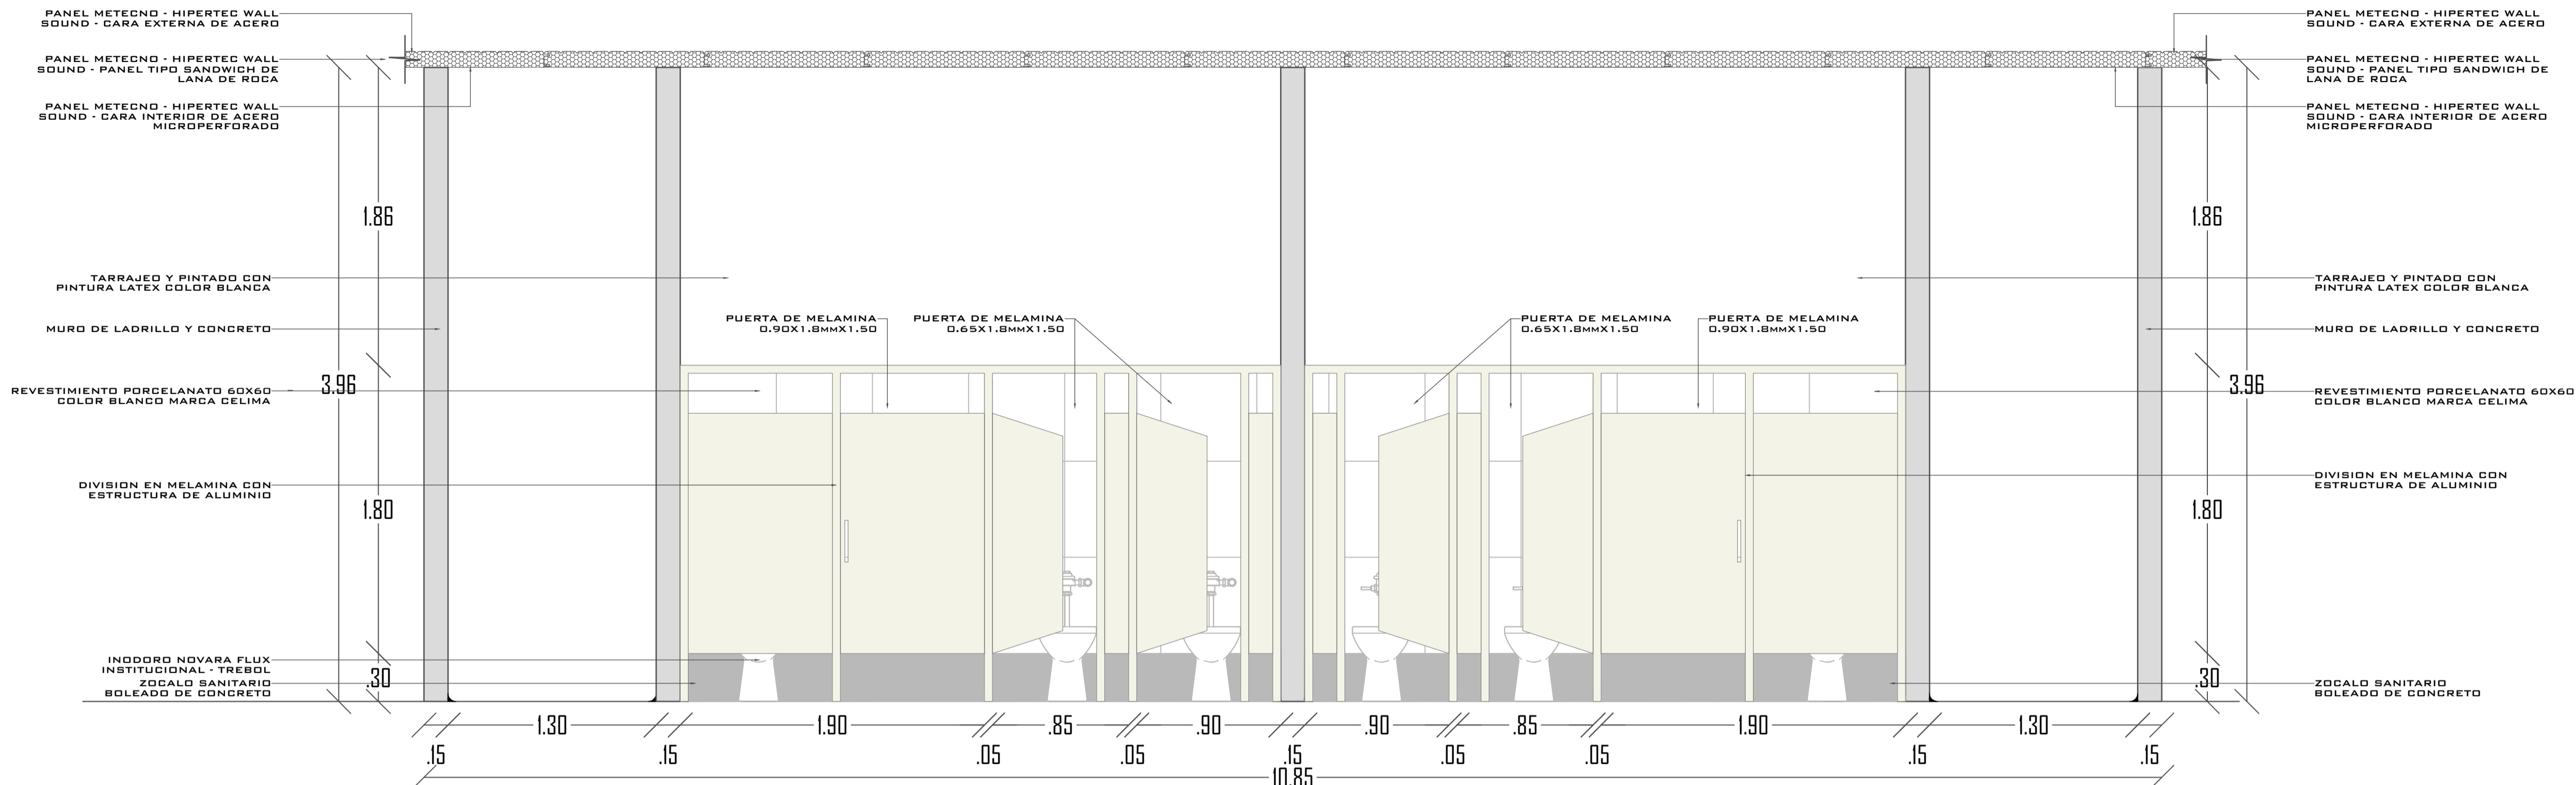 PANEL METECNO - HIPERTEC WALL
SOUND - CARA EXTERNA DE ACERO
PANEL METECNO - HIPERTEC WALL
SOUND - PANEL TIPO SANDWICH DE
LANA DE ROCA
PANEL METECNO - HIPERTEC WALL
SOUND - CARA INTERIOR DE ACERO
MICROPERFORADO
TARRAJEO Y PINTADO CON
PINTURA LATEX COLOR BLANCA
MURO DE LADRILLO Y CONCRETO
REVESTIMIENTO PORCELANATO 60X60
COLOR BLANCO MARCA CELIMA
DIVISION EN MELAMINA CON
ESTRUCTURA DE ALUMINIO
INODORO NOVARA FLUX
INSTITUCIONAL - TREBOL
ZOCALO SANITARIO
BOLEADO DE CONCRETO
3.96
1.86
1.80
.30
PUERTA DE MELAMINA
0.90X1.8MMX1.50
PUERTA DE MELAMINA
0.65X1.8MMX1.50
PUERTA DE MELAMINA
0.65X1.8MMX1.50
PUERTA DE MELAMINA
0.90X1.8MMX1.50
PANEL METECNO - HIPERTEC WALL
SOUND - CARA EXTERNA DE ACERO
PANEL METECNO - HIPERTEC WALL
SOUND - PANEL TIPO SANDWICH DE
LANA DE ROCA
PANEL METECNO - HIPERTEC WALL
SOUND - CARA INTERIOR DE ACERO
MICROPERFORADO
1.86
1.80
.30
3.96
TARRAJEO Y PINTADO CON
PINTURA LATEX COLOR BLANCA
MURO DE LADRILLO Y CONCRETO
REVESTIMIENTO PORCELANATO 60X60
COLOR BLANCO MARCA CELIMA
DIVISION EN MELAMINA CON
ESTRUCTURA DE ALUMINIO
ZOCALO SANITARIO
BOLEADO DE CONCRETO
1.30 1.90 .85 .90 .90 .85 1.90 1.30
.15 .15 .05 .05 .15 .05 .05 .15 .15
10.85